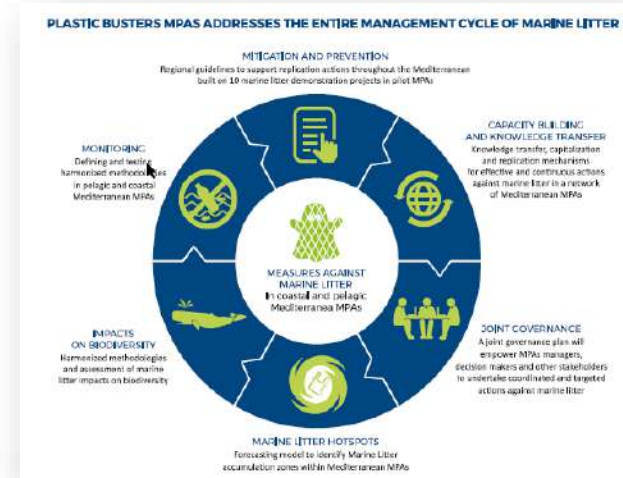 PLASTIC BUSTERS MPAS ADDRESSES THE ENTIRE MANAGEMENT CYCLE OF MARINE LITTER
MITIGATION AND PREVENTION
Regional guidelines to support replication actions throughout the Mediterranean
built on 10 marine litter demonstration projects in pilot MPAs
MONITORING
Defining and testing
harmonized methodologies
in pelagic and coastal
Mediterranean MPAs
CAPACITY BUILDING
AND KNOWLEDGE TRANSFER
Knowledge transfer, capitalization
and replication mechanisms
for effective and continuous actions
against marine litter in a network
of Mediterranean MPAs
MEASURES AGAINST
MARINE LITTER
In coastal and pelagic
Mediterranea MPAs
IMPACTS
ON BIODIVERSITY
Harmonized methodologies
and assessment of marine
litter impacts on biodiversity
JOINT GOVERNANCE
A joint governance plan will
empower MPAs managers,
decision makers and other stakeholders
to undertake coordinated and targeted
actions against marine litter
MARINE LITTER HOTSPOTS
Forecasting model to identify Marine Litter
accumulation zones within Mediterranean MPAs